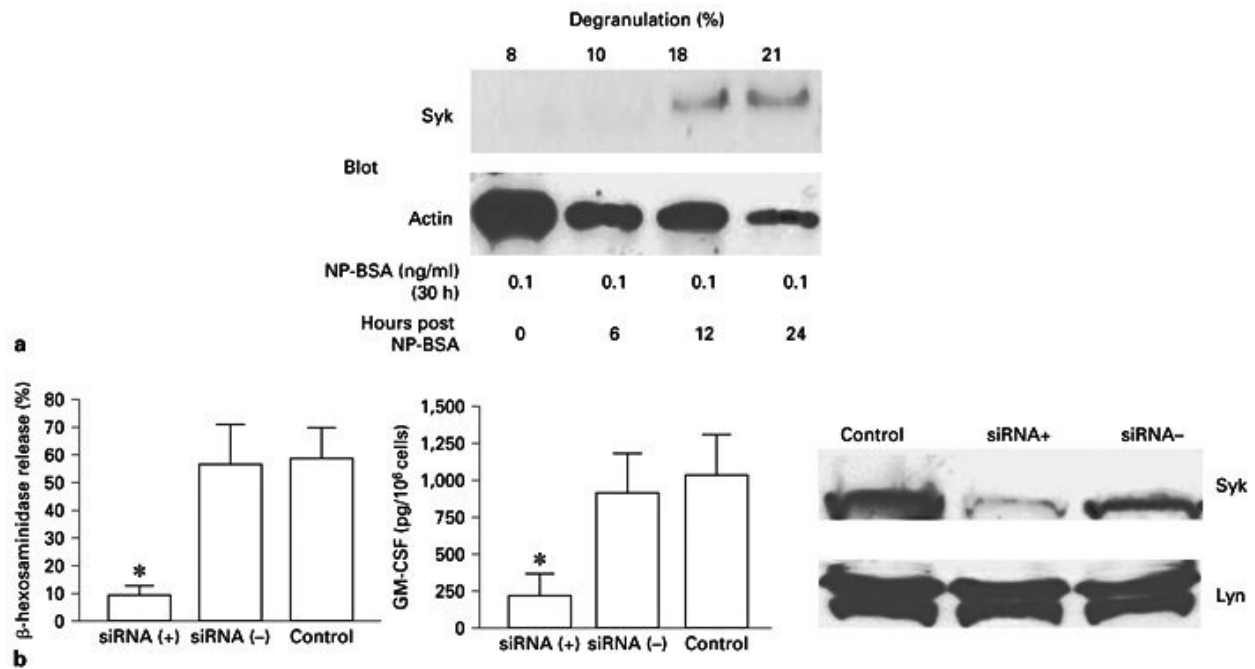 Degranulation (%)
8 10 18 21
Syk
Blot
Actin
NP-BSA (ng/ml)
(30 h)
0.1 0.1 0.1 0.1
Hours post
NP-BSA
0 6 12 24
a
β-hexosaminidase release (%)
80
70
60
50
40
30
20
10
0
*
siRNA (+) siRNA (–) Control
GM-CSF (pg/10⁶ cells)
1,500
1,250
1,000
750
500
250
0
*
siRNA (+) siRNA (–) Control
Control siRNA+ siRNA–
Syk
Lyn
b